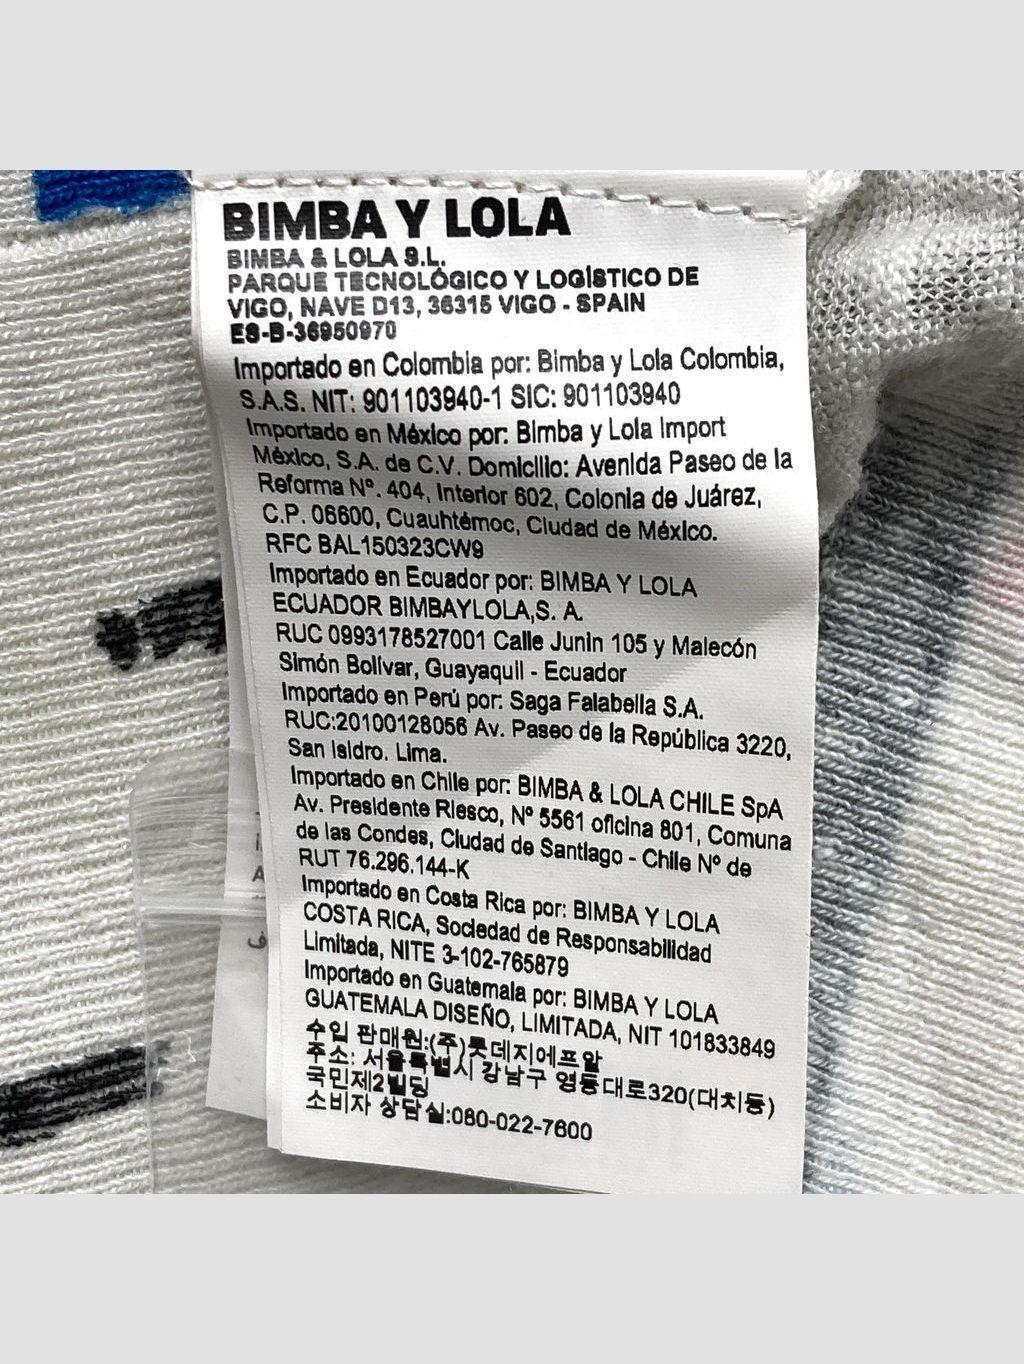 BIMBA Y LOLA
BIMBA & LOLA S.L.
PARQUE TECNOLÓGICO Y LOGÍSTICO DE
VIGO, NAVE D13, 36315 VIGO - SPAIN
ES-B-36950970
Importado en Colombia por: Bimba y Lola Colombia,
S.A.S. NIT: 901103940-1 SIC: 901103940
Importado en México por: Bimba y Lola Import
México, S.A. de C.V. Domicilio: Avenida Paseo de la
Reforma Nº. 404, Interior 602, Colonia de Juárez,
C.P. 06600, Cuauhtémoc, Ciudad de México.
RFC BAL150323CW9
Importado en Ecuador por: BIMBA Y LOLA
ECUADOR BIMBAYLOLA,S. A.
RUC 0993178527001 Calle Junin 105 y Malecón
Simón Bolívar, Guayaquil - Ecuador
Importado en Perú por: Saga Falabella S.A.
RUC:20100128056 Av. Paseo de la República 3220,
San Isidro. Lima.
Importado en Chile por: BIMBA & LOLA CHILE SpA
Av. Presidente Riesco, Nº 5561 oficina 801, Comuna
de las Condes, Ciudad de Santiago - Chile Nº de
RUT 76.296.144-K
Importado en Costa Rica por: BIMBA Y LOLA
COSTA RICA, Sociedad de Responsabilidad
Limitada, NITE 3-102-765879
Importado en Guatemala por: BIMBA Y LOLA
GUATEMALA DISEÑO, LIMITADA, NIT 101833849
수입 판매원:(주)롯데지에프알
주소: 서울특별시 강남구 영동대로320(대치동)
국민제2빌딩
소비자 상담실:080-022-7600